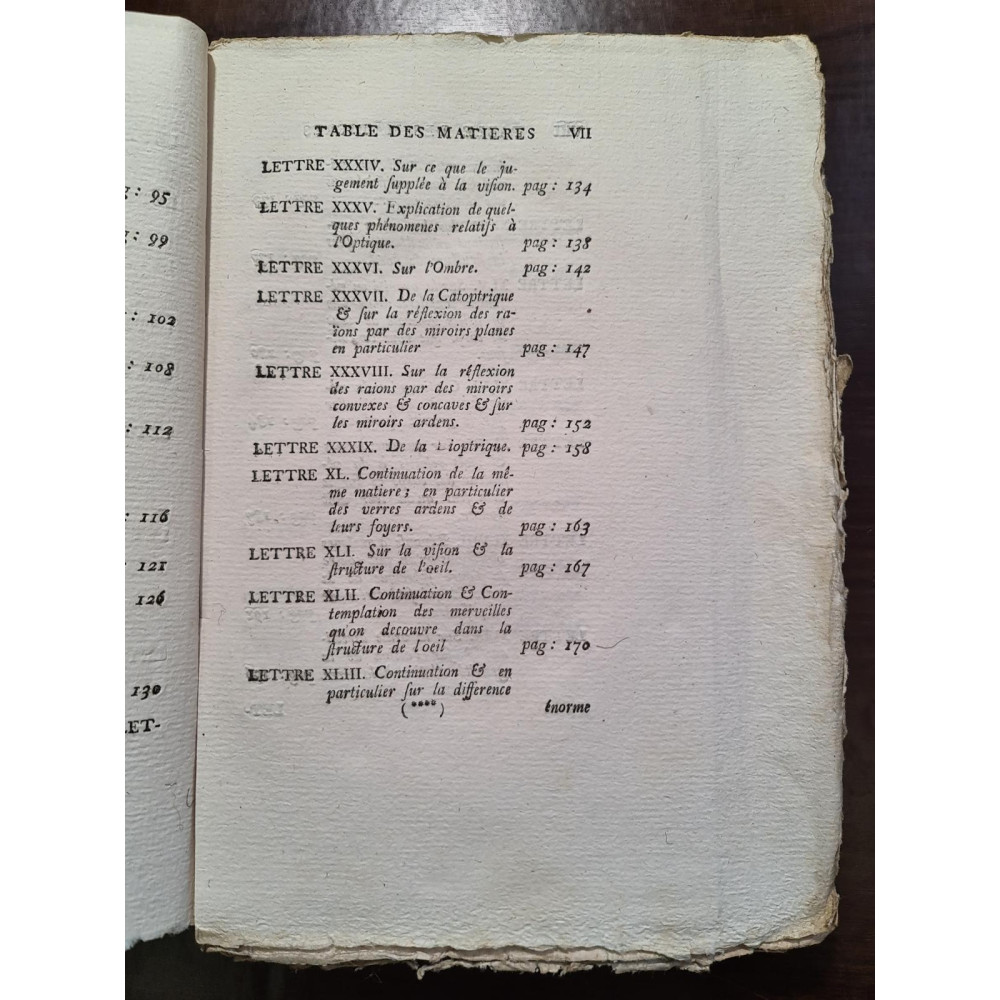 g: 95
g: 99
: 102
: 108
: 112
: 116
121
126
130
LET-
TABLE DES MATIERES VII
LETTRE XXXIV. Sur ce que le ju-
gement ſupplée à la viſion. pag: 134
LETTRE XXXV. Explication de quel-
ques phénomenes relatifs à
l'Optique. pag: 138
LETTRE XXXVI. Sur l'Ombre. pag: 142
LETTRE XXXVII. De la Catoptrique
& ſur la réflexion des ra-
ïons par des miroirs planes
en particulier pag: 147
LETTRE XXXVIII. Sur la réflexion
des raions par des miroirs
convexes & concaves & ſur
les miroirs ardens. pag: 152
LETTRE XXXIX. De la Dioptrique. pag: 158
LETTRE XL. Continuation de la mê-
me matiere; en particulier
des verres ardens & de
leurs foyers. pag: 163
LETTRE XLI. Sur la viſion & la
ſtructure de l'oeil. pag: 167
LETTRE XLII. Continuation & Con-
templation des merveilles
qu'on decouvre dans la
ſtructure de loeil pag: 170
LETTRE XLIII. Continuation & en
particulier ſur la difference
(****) énorme